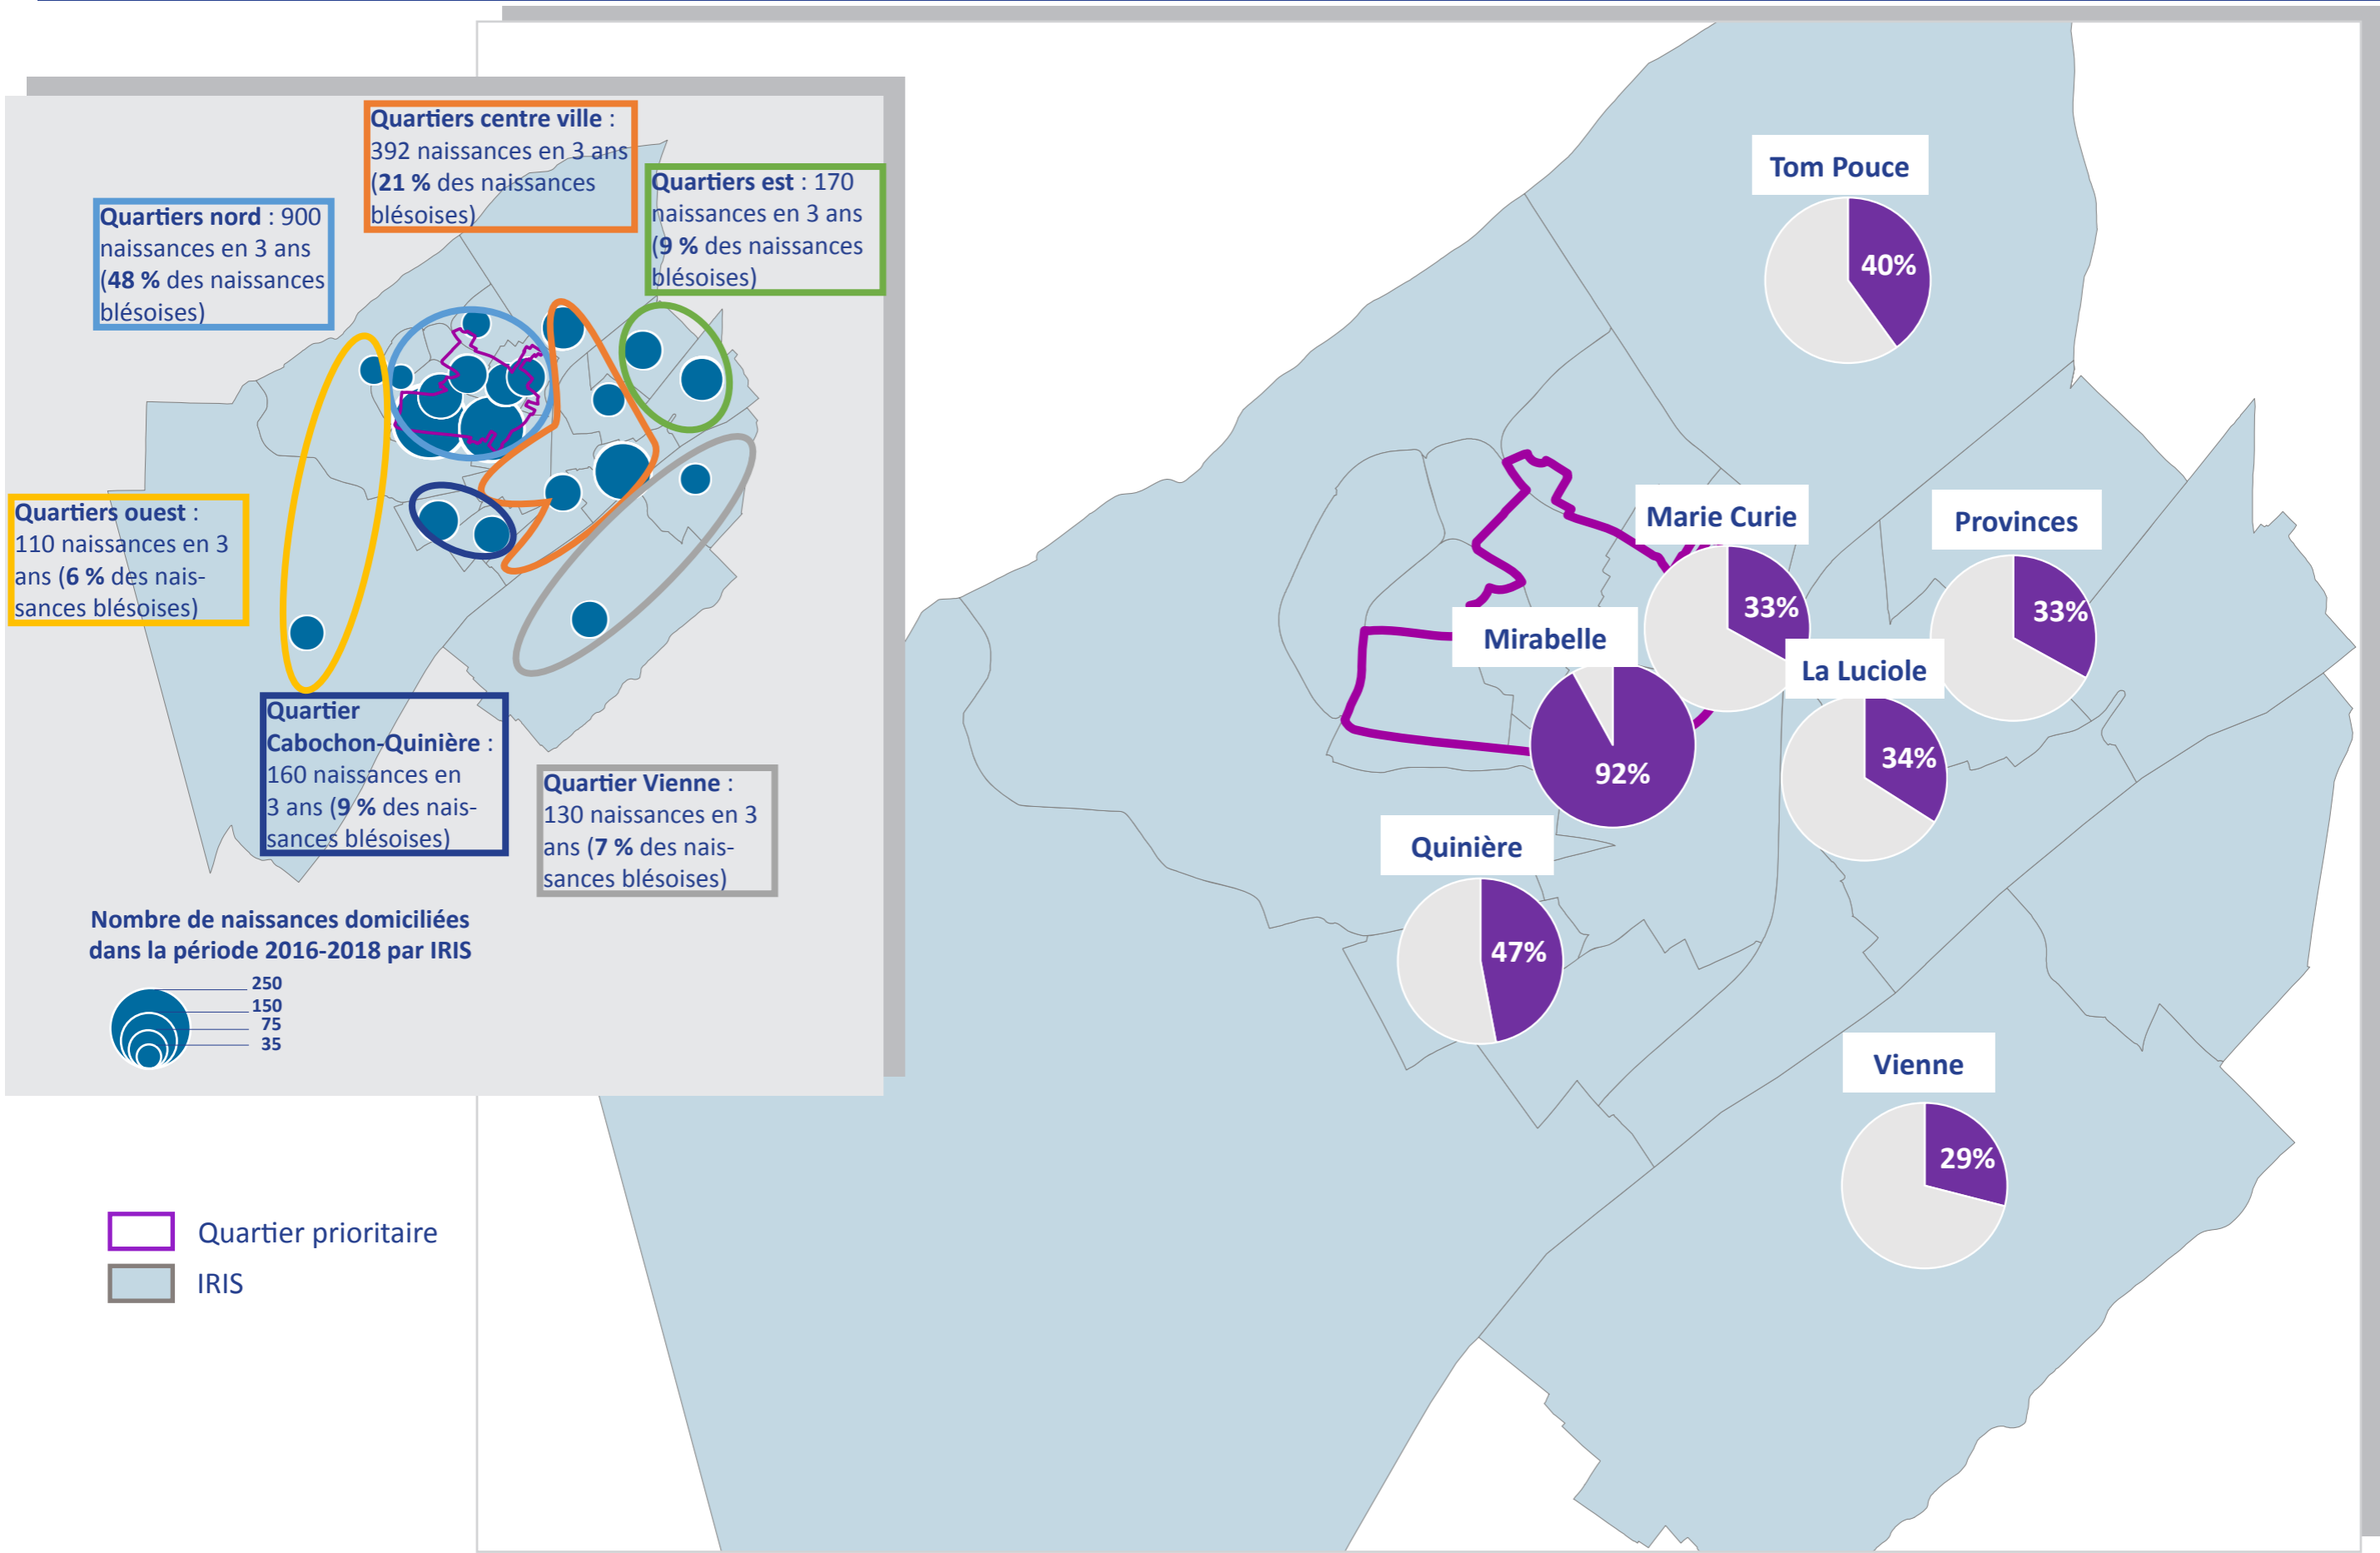 Quartiers centre ville :
392 naissances en 3 ans
(21 % des naissances
blésoises)
Quartiers est : 170
naissances en 3 ans
(9 % des naissances
blésoises)
Quartiers nord : 900
naissances en 3 ans
(48 % des naissances
blésoises)
Quartiers ouest :
110 naissances en 3
ans (6 % des nais-
sances blésoises)
Quartier
Cabochon-Quinière :
160 naissances en
3 ans (9 % des nais-
sances blésoises)
Quartier Vienne :
130 naissances en 3
ans (7 % des nais-
sances blésoises)
Nombre de naissances domiciliées
dans la période 2016-2018 par IRIS
250
150
75
35
Quartier prioritaire
IRIS
Tom Pouce
40%
Marie Curie
33%
Provinces
33%
Mirabelle
92%
La Luciole
34%
Quinière
47%
Vienne
29%